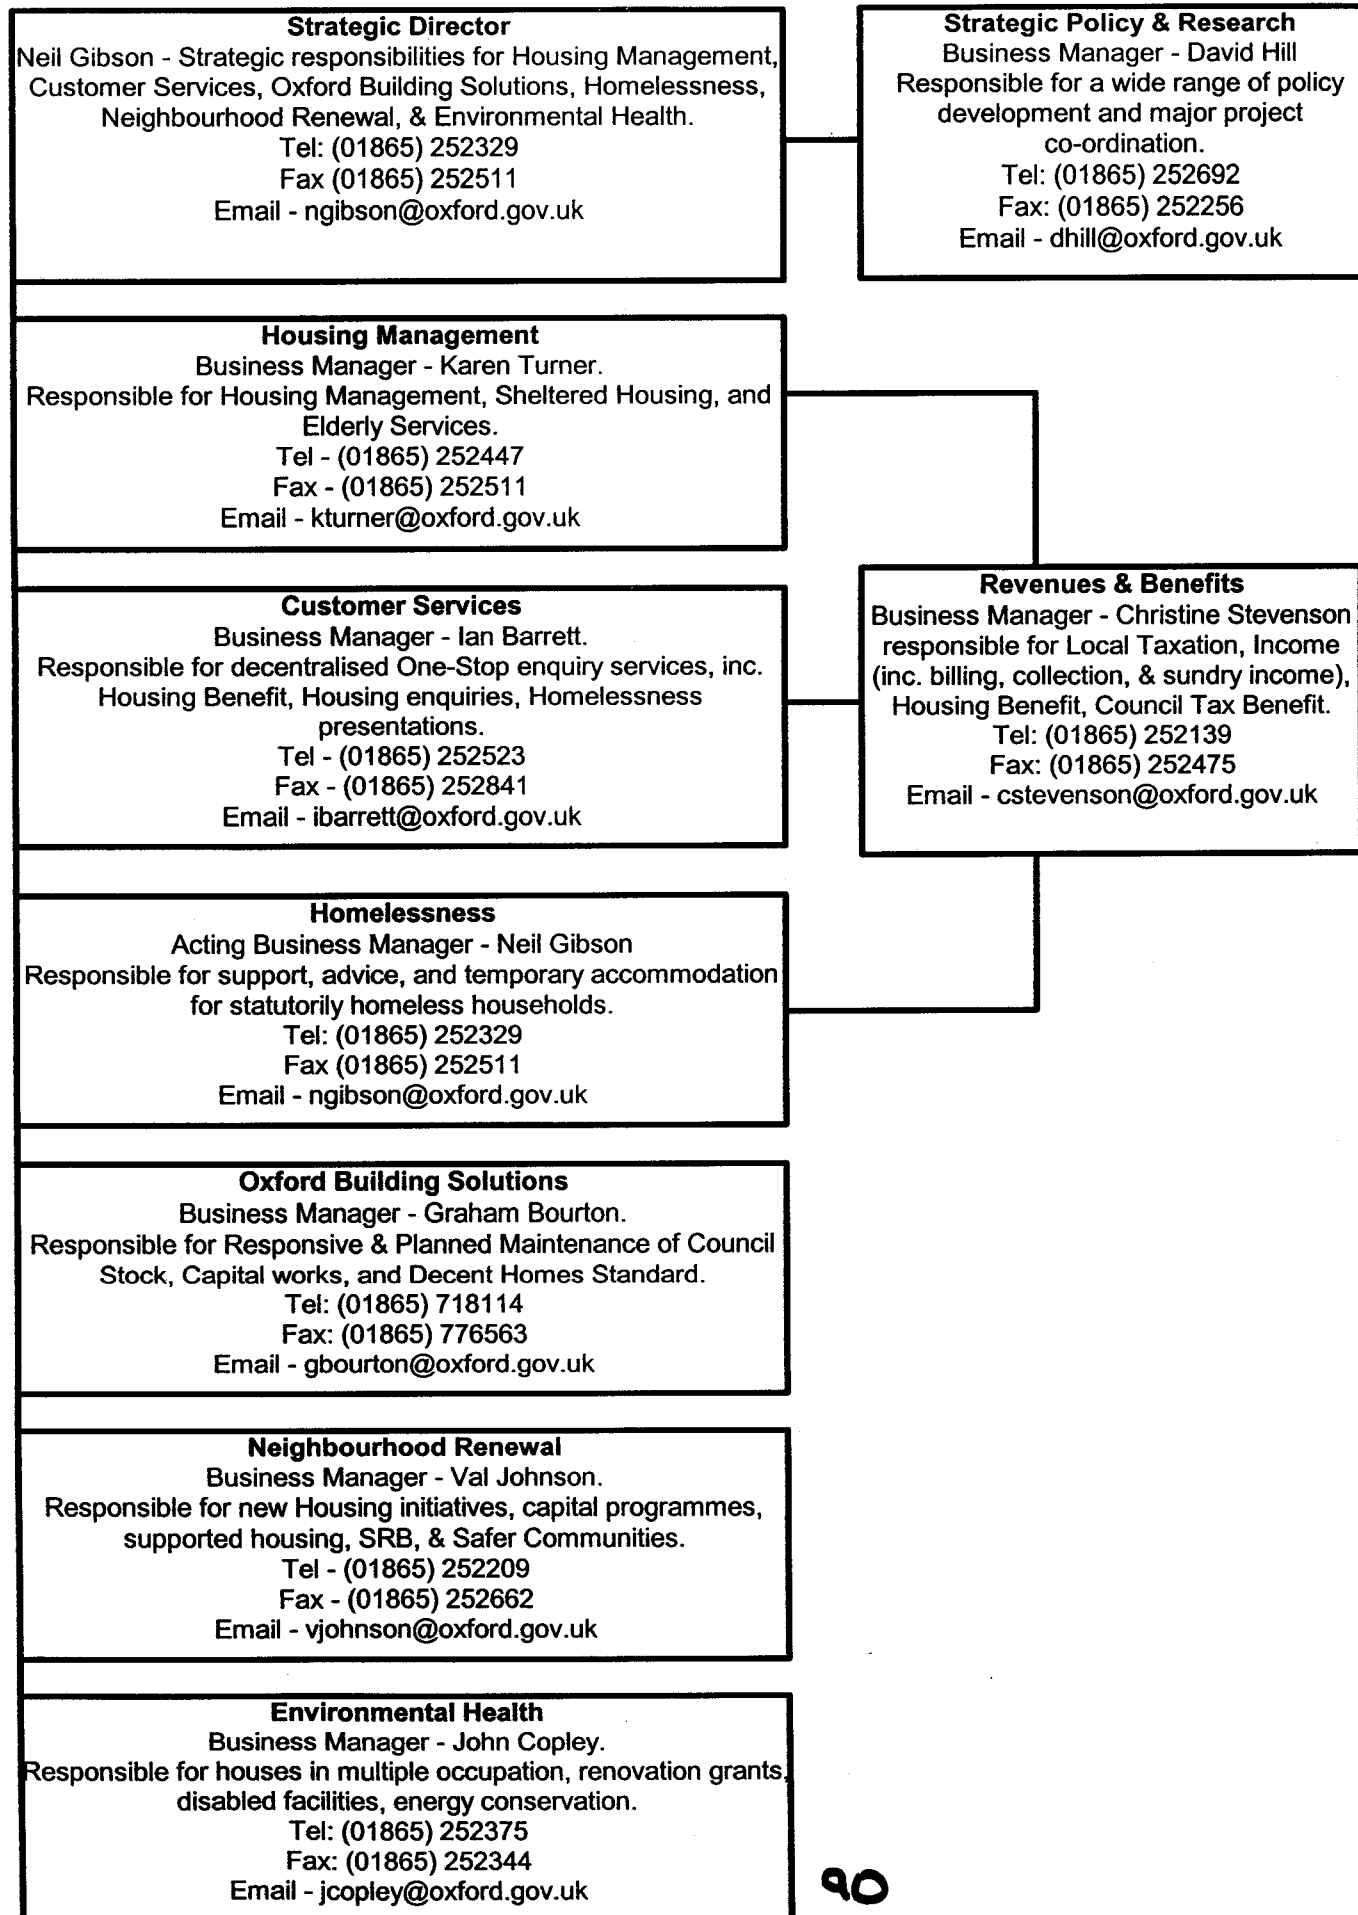 Strategic Director
Neil Gibson - Strategic responsibilities for Housing Management,
Customer Services, Oxford Building Solutions, Homelessness,
Neighbourhood Renewal, & Environmental Health.
Tel: (01865) 252329
Fax (01865) 252511
Email - ngibson@oxford.gov.uk
Strategic Policy & Research
Business Manager - David Hill
Responsible for a wide range of policy
development and major project
co-ordination.
Tel: (01865) 252692
Fax: (01865) 252256
Email - dhill@oxford.gov.uk
Housing Management
Business Manager - Karen Turner.
Responsible for Housing Management, Sheltered Housing, and
Elderly Services.
Tel - (01865) 252447
Fax - (01865) 252511
Email - kturner@oxford.gov.uk
Customer Services
Business Manager - Ian Barrett.
Responsible for decentralised One-Stop enquiry services, inc.
Housing Benefit, Housing enquiries, Homelessness
presentations.
Tel - (01865) 252523
Fax - (01865) 252841
Email - ibarrett@oxford.gov.uk
Revenues & Benefits
Business Manager - Christine Stevenson
responsible for Local Taxation, Income
(inc. billing, collection, & sundry income),
Housing Benefit, Council Tax Benefit.
Tel: (01865) 252139
Fax: (01865) 252475
Email - cstevenson@oxford.gov.uk
Homelessness
Acting Business Manager - Neil Gibson
Responsible for support, advice, and temporary accommodation
for statutorily homeless households.
Tel: (01865) 252329
Fax (01865) 252511
Email - ngibson@oxford.gov.uk
Oxford Building Solutions
Business Manager - Graham Bourton.
Responsible for Responsive & Planned Maintenance of Council
Stock, Capital works, and Decent Homes Standard.
Tel: (01865) 718114
Fax: (01865) 776563
Email - gbourton@oxford.gov.uk
Neighbourhood Renewal
Business Manager - Val Johnson.
Responsible for new Housing initiatives, capital programmes,
supported housing, SRB, & Safer Communities.
Tel - (01865) 252209
Fax - (01865) 252662
Email - vjohnson@oxford.gov.uk
Environmental Health
Business Manager - John Copley.
Responsible for houses in multiple occupation, renovation grants,
disabled facilities, energy conservation.
Tel: (01865) 252375
Fax: (01865) 252344
Email - jcopley@oxford.gov.uk
90